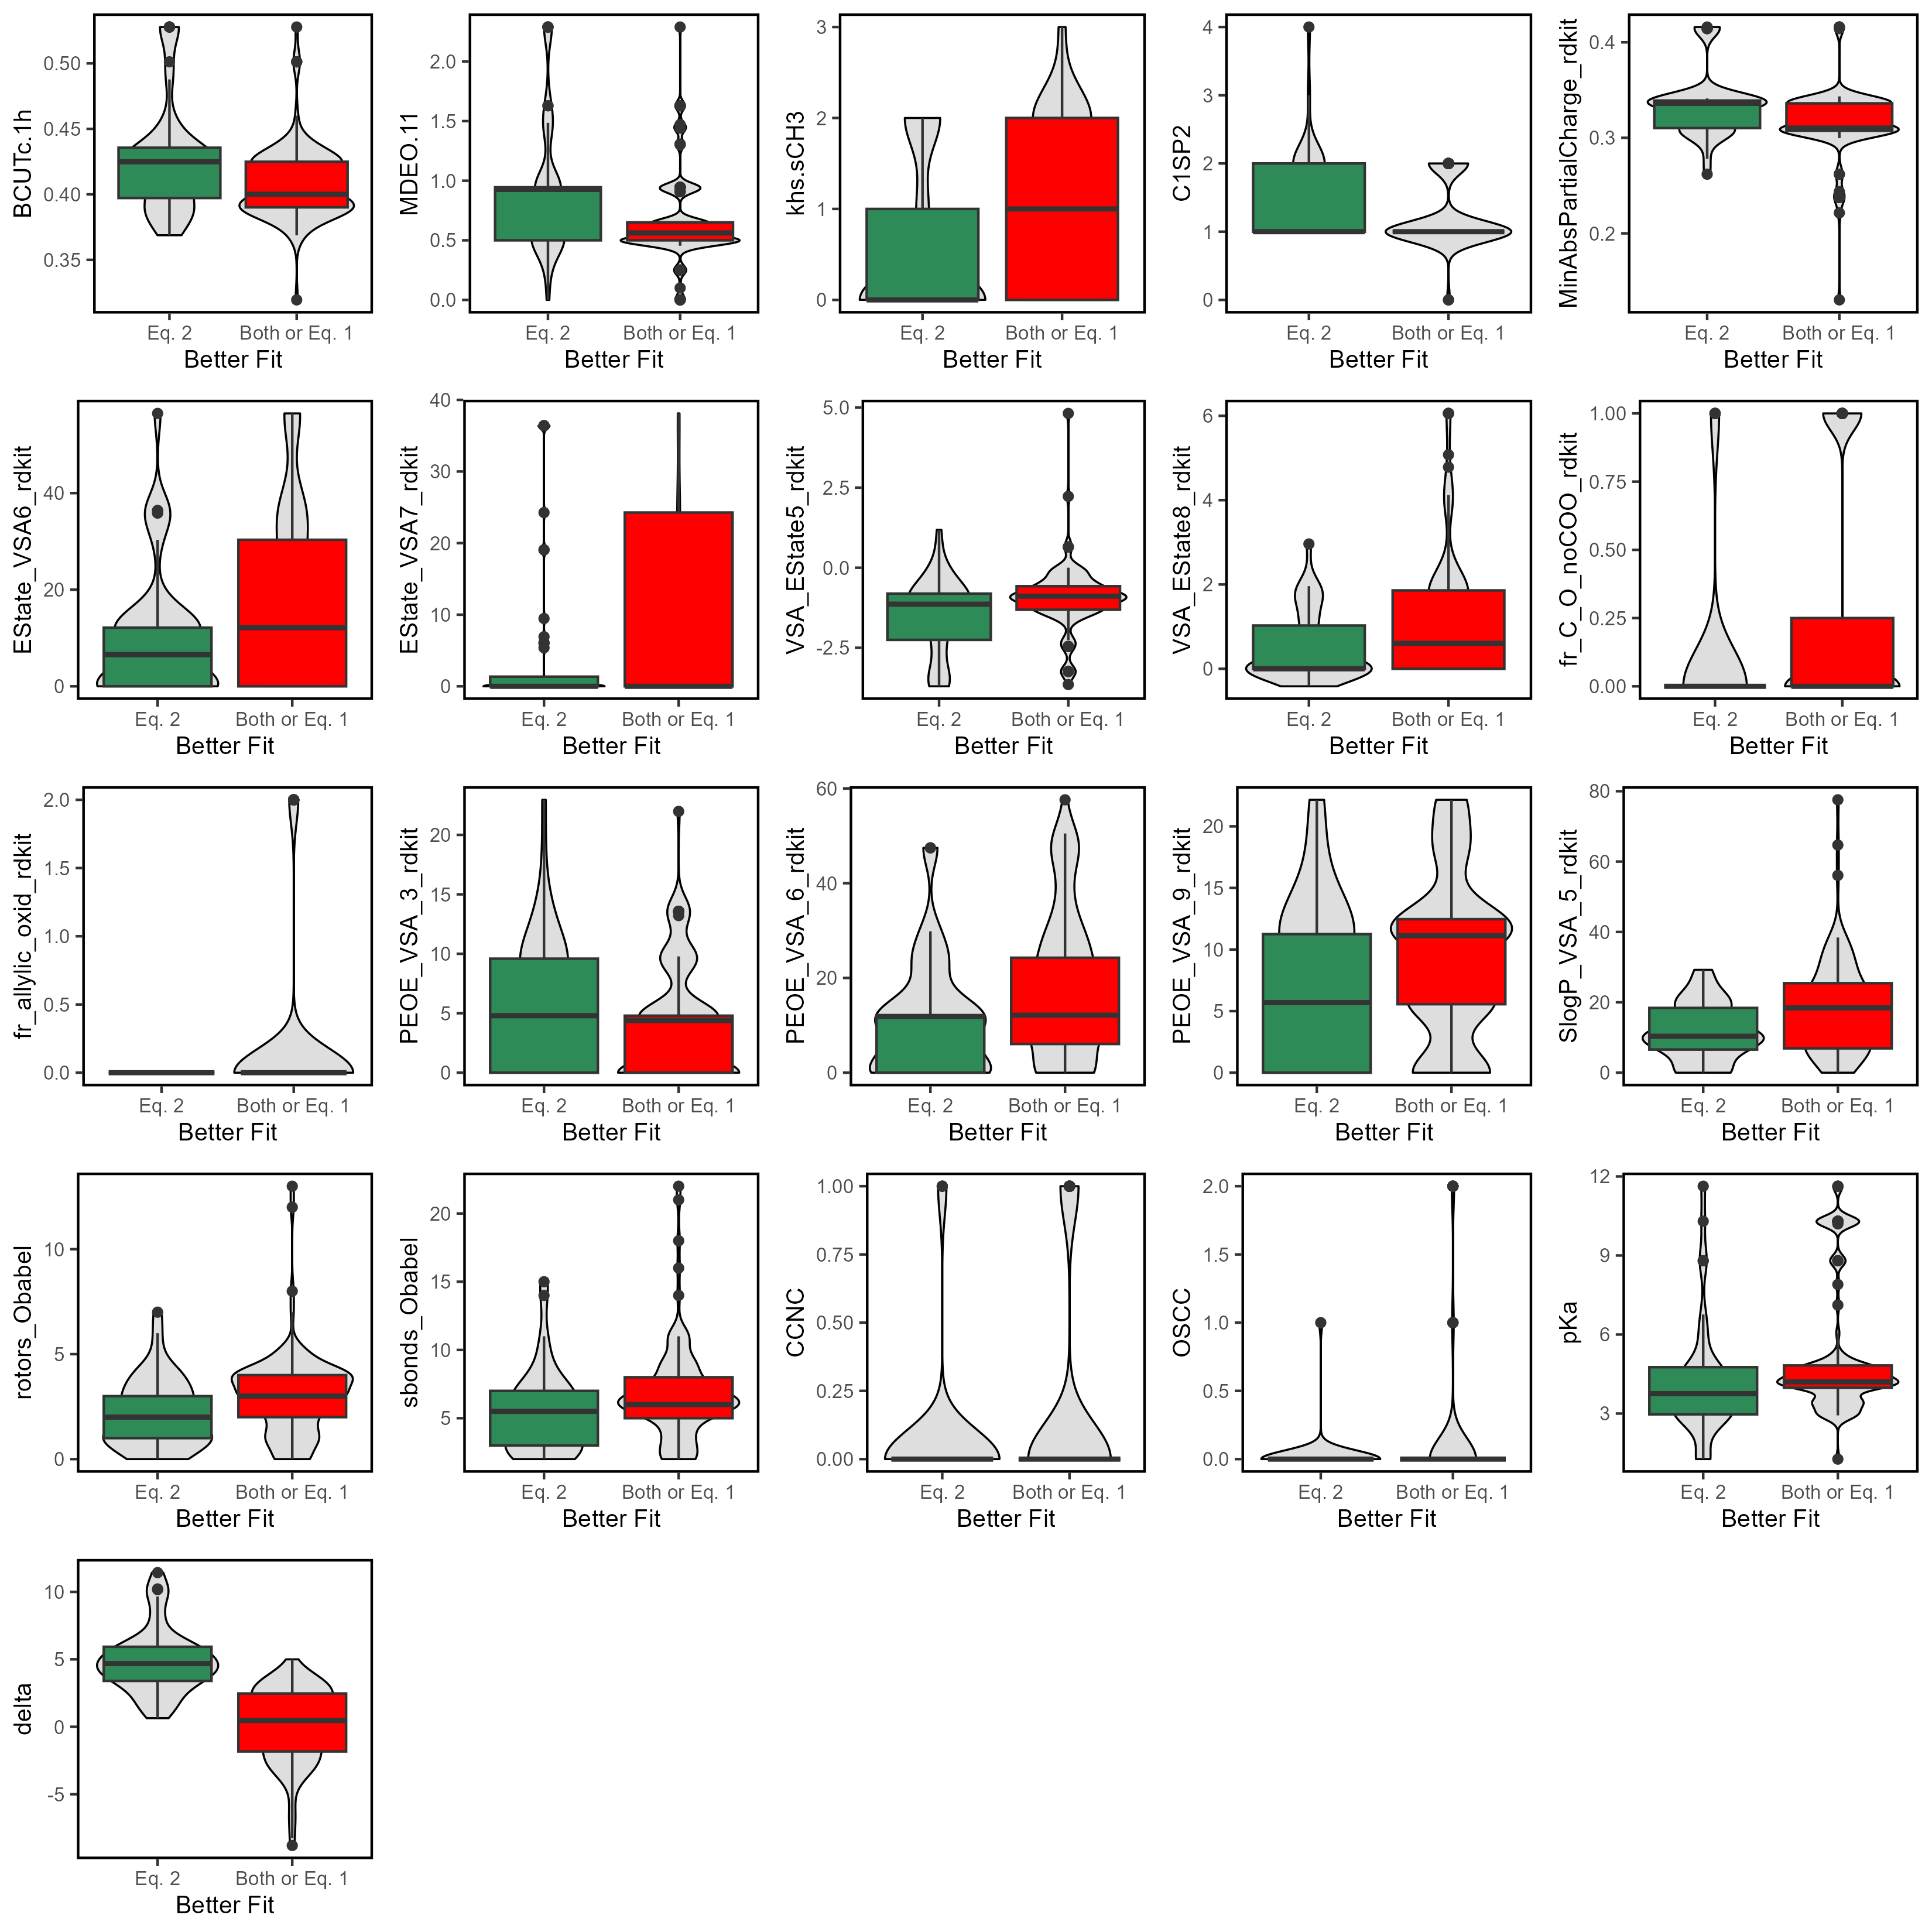 BCUTc.1h
0.50
0.45
0.40
0.35
Eq. 2 Both or Eq. 1
Better Fit
MDEO.11
2.0
1.5
1.0
0.5
0.0
Eq. 2 Both or Eq. 1
Better Fit
khs.sCH3
3
2
1
0
Eq. 2 Both or Eq. 1
Better Fit
C1SP2
4
3
2
1
0
Eq. 2 Both or Eq. 1
Better Fit
MinAbsPartialCharge_rdkit
0.4
0.3
0.2
Eq. 2 Both or Eq. 1
Better Fit
EState_VSA6_rdkit
40
20
0
Eq. 2 Both or Eq. 1
Better Fit
EState_VSA7_rdkit
40
30
20
10
0
Eq. 2 Both or Eq. 1
Better Fit
VSA_EState5_rdkit
5.0
2.5
0.0
-2.5
Eq. 2 Both or Eq. 1
Better Fit
VSA_EState8_rdkit
6
4
2
0
Eq. 2 Both or Eq. 1
Better Fit
fr_C_O_noCOO_rdkit
1.00
0.75
0.50
0.25
0.00
Eq. 2 Both or Eq. 1
Better Fit
fr_allylic_oxid_rdkit
2.0
1.5
1.0
0.5
0.0
Eq. 2 Both or Eq. 1
Better Fit
PEOE_VSA_3_rdkit
20
15
10
5
0
Eq. 2 Both or Eq. 1
Better Fit
PEOE_VSA_6_rdkit
60
40
20
0
Eq. 2 Both or Eq. 1
Better Fit
PEOE_VSA_9_rdkit
20
15
10
5
0
Eq. 2 Both or Eq. 1
Better Fit
SlogP_VSA_5_rdkit
80
60
40
20
0
Eq. 2 Both or Eq. 1
Better Fit
rotors_Obabel
10
5
0
Eq. 2 Both or Eq. 1
Better Fit
sbonds_Obabel
20
15
10
5
Eq. 2 Both or Eq. 1
Better Fit
CCNC
1.00
0.75
0.50
0.25
0.00
Eq. 2 Both or Eq. 1
Better Fit
OSCC
2.0
1.5
1.0
0.5
0.0
Eq. 2 Both or Eq. 1
Better Fit
pKa
12
9
6
3
Eq. 2 Both or Eq. 1
Better Fit
delta
10
5
0
-5
Eq. 2 Both or Eq. 1
Better Fit